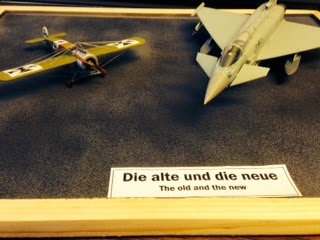 Die alte und die neue
The old and the new